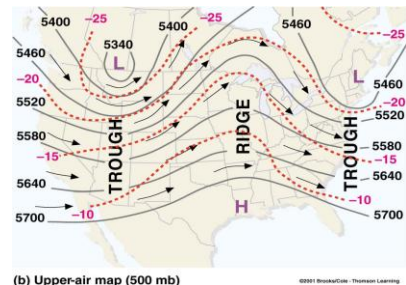 -25
-25
5400
5400
5460
-25
5340
L
5460
L
-20
5460
-20
5520
5520
TROUGH
RIDGE
TROUGH
5580
5580
-15
-15
5640
5640
-10
-10
5700
H
5700
(b) Upper-air map (500 mb)
©2001 Brooks/Cole - Thomson Learning